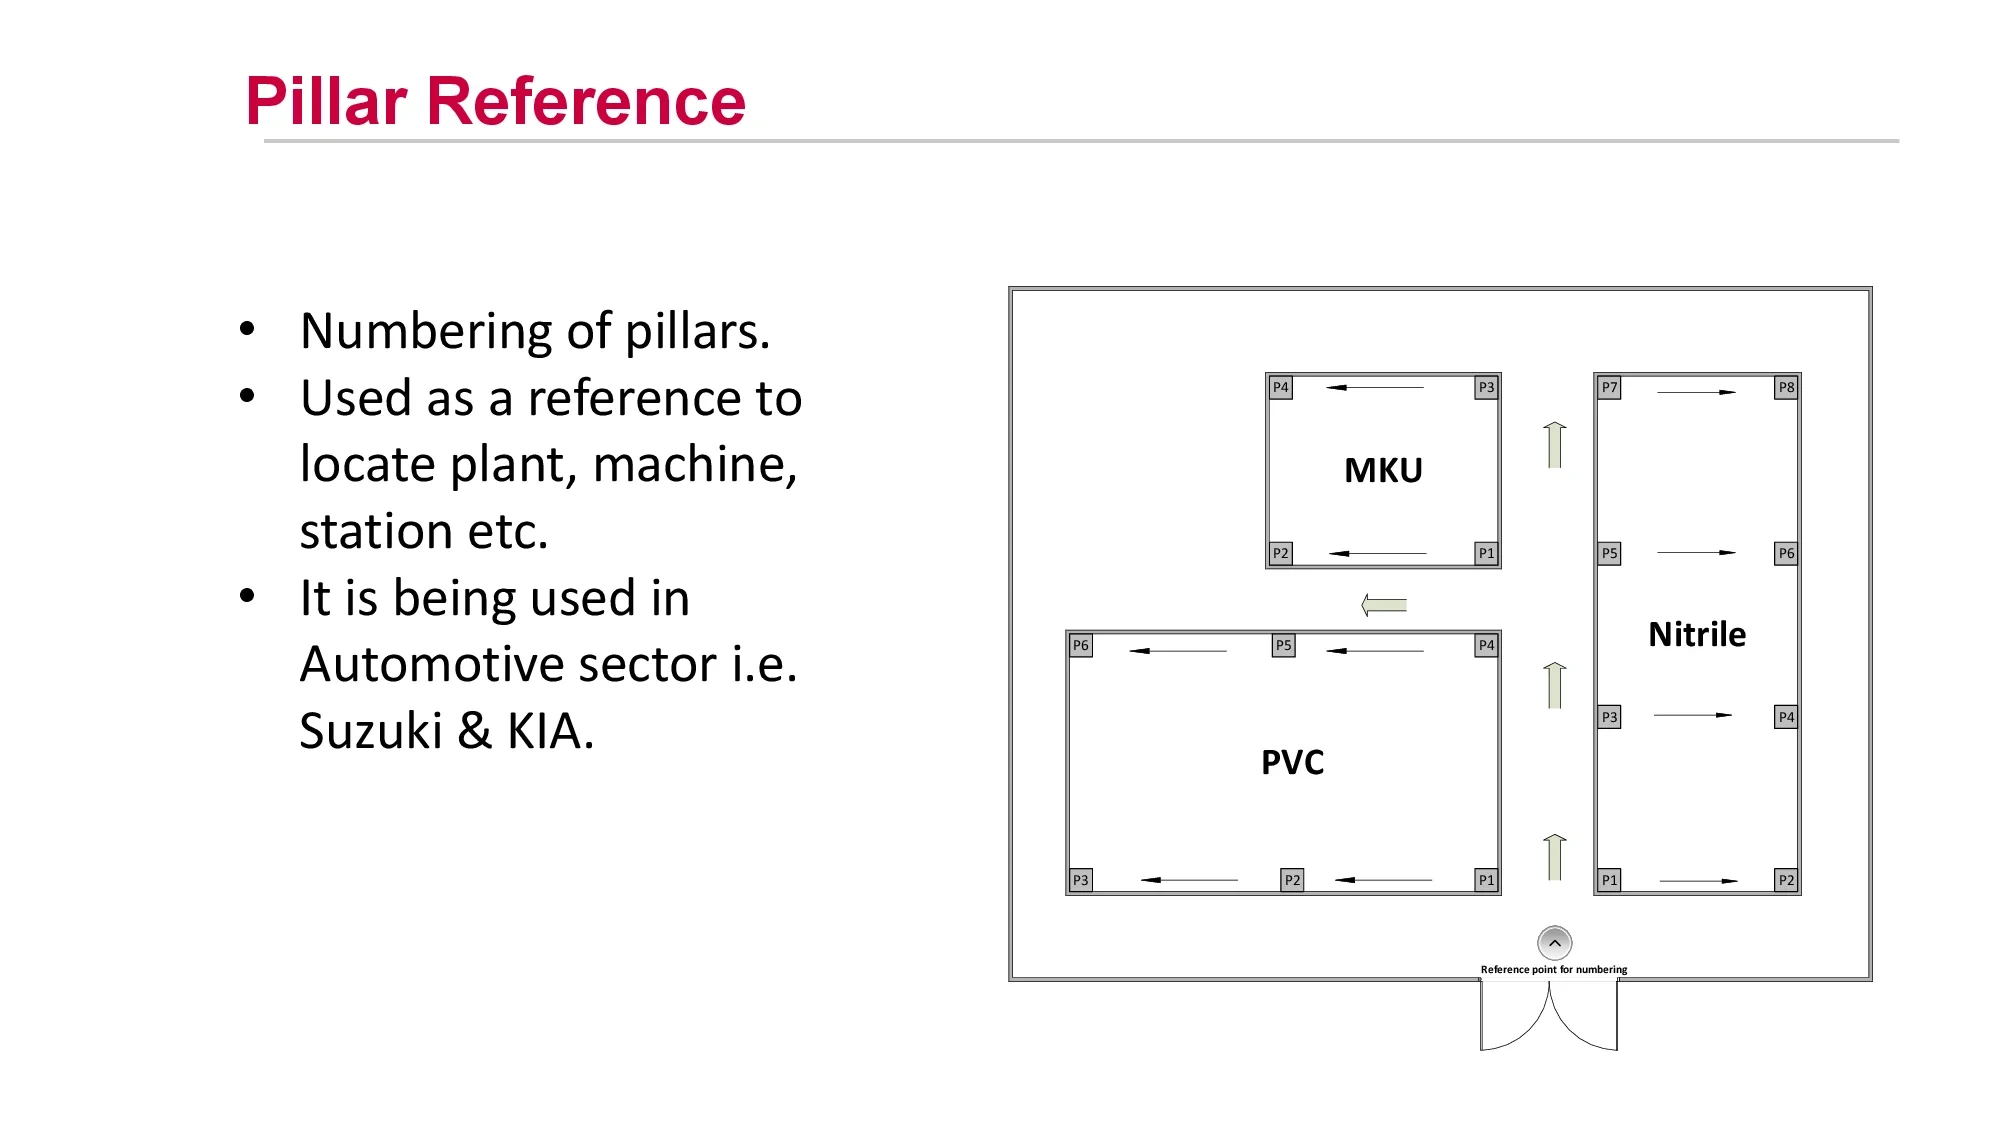 Pillar Reference
• Numbering of pillars.
• Used as a reference to
locate plant, machine,
station etc.
• It is being used in
Automotive sector i.e.
Suzuki & KIA.
P4 P3 P7 P8
MKU
P2 P1 P5 P6
Nitrile
P6 P5 P4
P3 P4
PVC
P3 P2 P1 P1 P2
Reference point for numbering